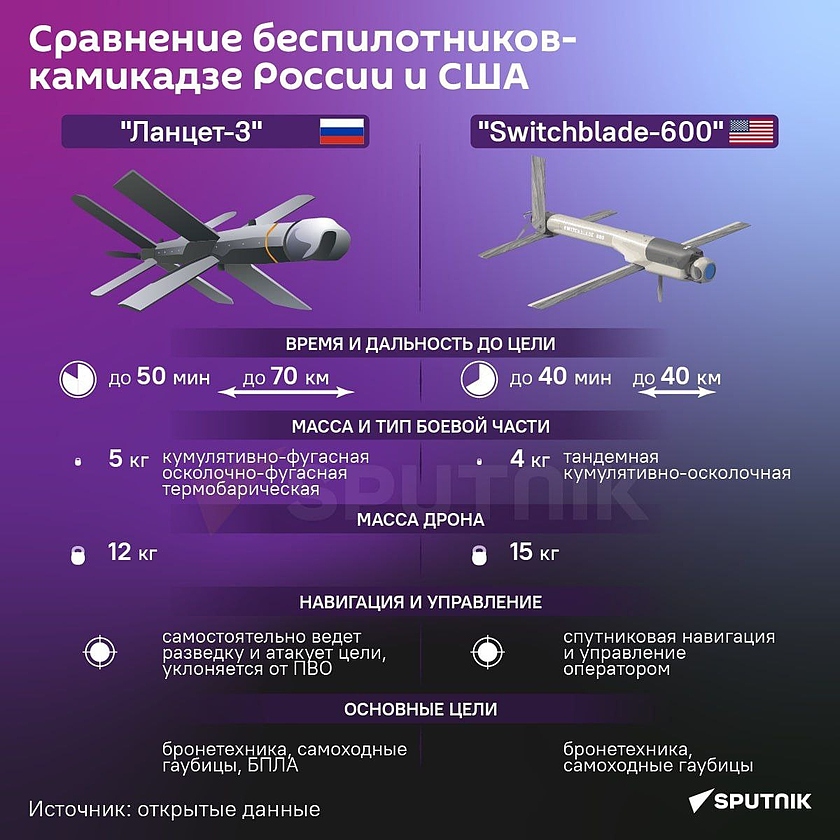 Сравнение беспилотников-
камикадзе России и США
"Ланцет-3"
"Switchblade-600"
ВРЕМЯ И ДАЛЬНОСТЬ ДО ЦЕЛИ
до 50 мин до 70 км
до 40 мин до 40 км
МАССА И ТИП БОЕВОЙ ЧАСТИ
5 кг кумулятивно-фугасная
осколочно-фугасная
термобарическая
4 кг тандемная
кумулятивно-осколочная
SPUTNIK
МАССА ДРОНА
12 кг
15 кг
НАВИГАЦИЯ И УПРАВЛЕНИЕ
самостоятельно ведет
разведку и атакует цели,
уклоняется от ПВО
спутниковая навигация
и управление
оператором
ОСНОВНЫЕ ЦЕЛИ
бронетехника, самоходные
гаубицы, БПЛА
бронетехника,
самоходные гаубицы
Источник: открытые данные
SPUTNIK